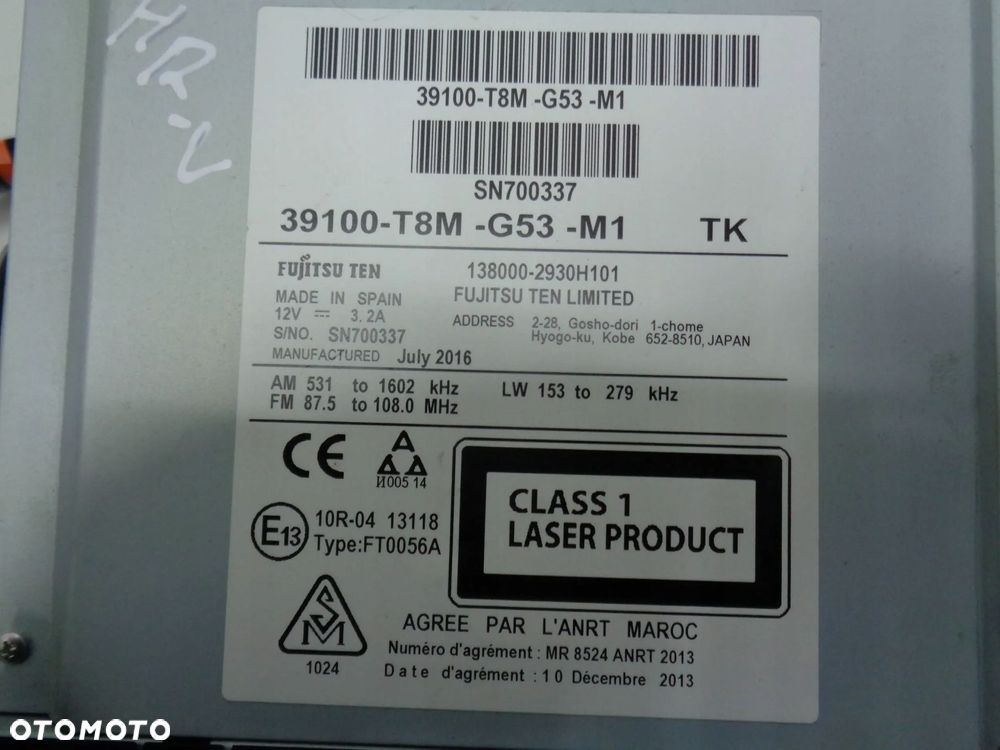 HR-V
39100-T8M -G53 -M1
SN700337
39100-T8M -G53 -M1 TK
FUJITSU TEN 138000-2930H101
MADE IN SPAIN FUJITSU TEN LIMITED
12V ⎓ 3.2A ADDRESS 2-28, Gosho-dori 1-chome
S/NO. SN700337 Hyogo-ku, Kobe 652-8510, JAPAN
MANUFACTURED July 2016
AM 531 to 1602 kHz LW 153 to 279 kHz
FM 87.5 to 108.0 MHz
CE A
И005 14
CLASS 1
LASER PRODUCT
E13 10R-04 13118
Type:FT0056A
SM
1024
AGREE PAR L'ANRT MAROC
Numéro d'agrément : MR 8524 ANRT 2013
Date d'agrément : 10 Décembre 2013
OTOMOTO